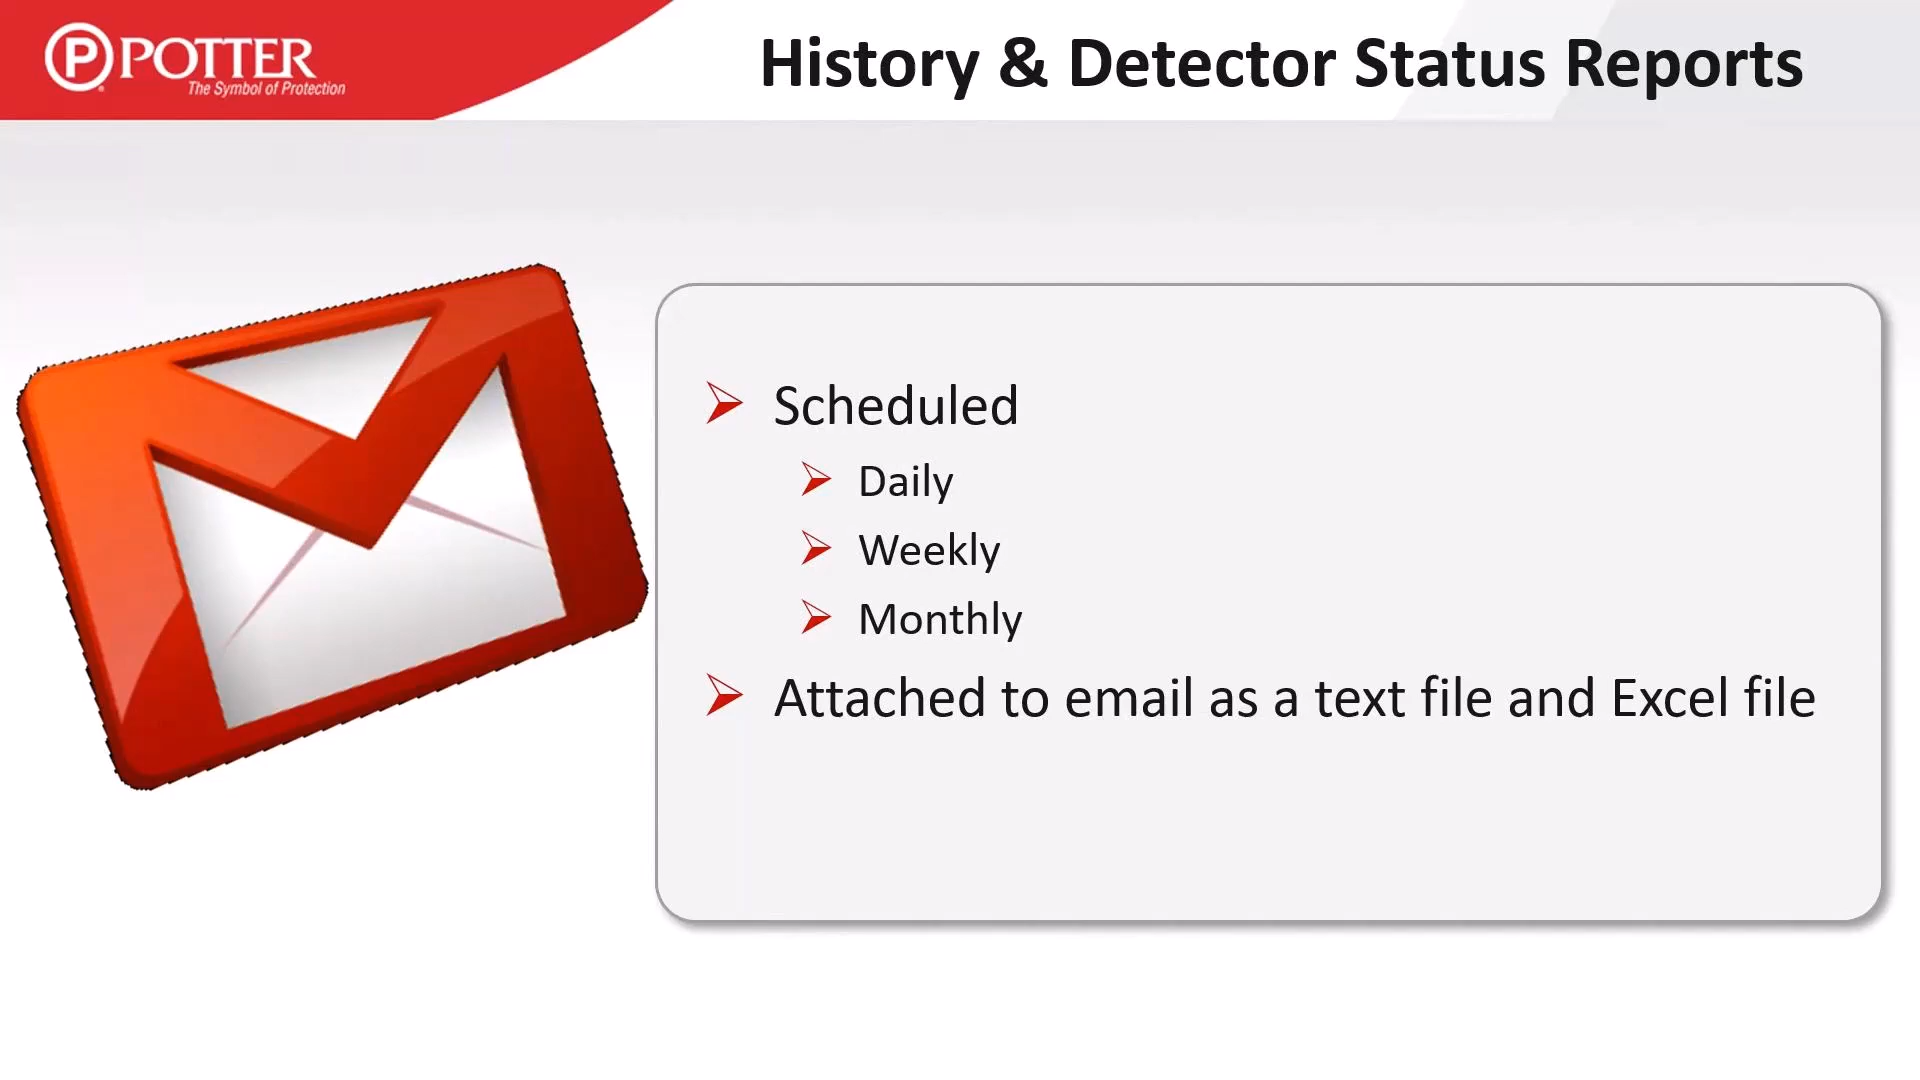 P POTTER
The Symbol of Protection
History & Detector Status Reports
Scheduled
Daily
Weekly
Monthly
Attached to email as a text file and Excel file